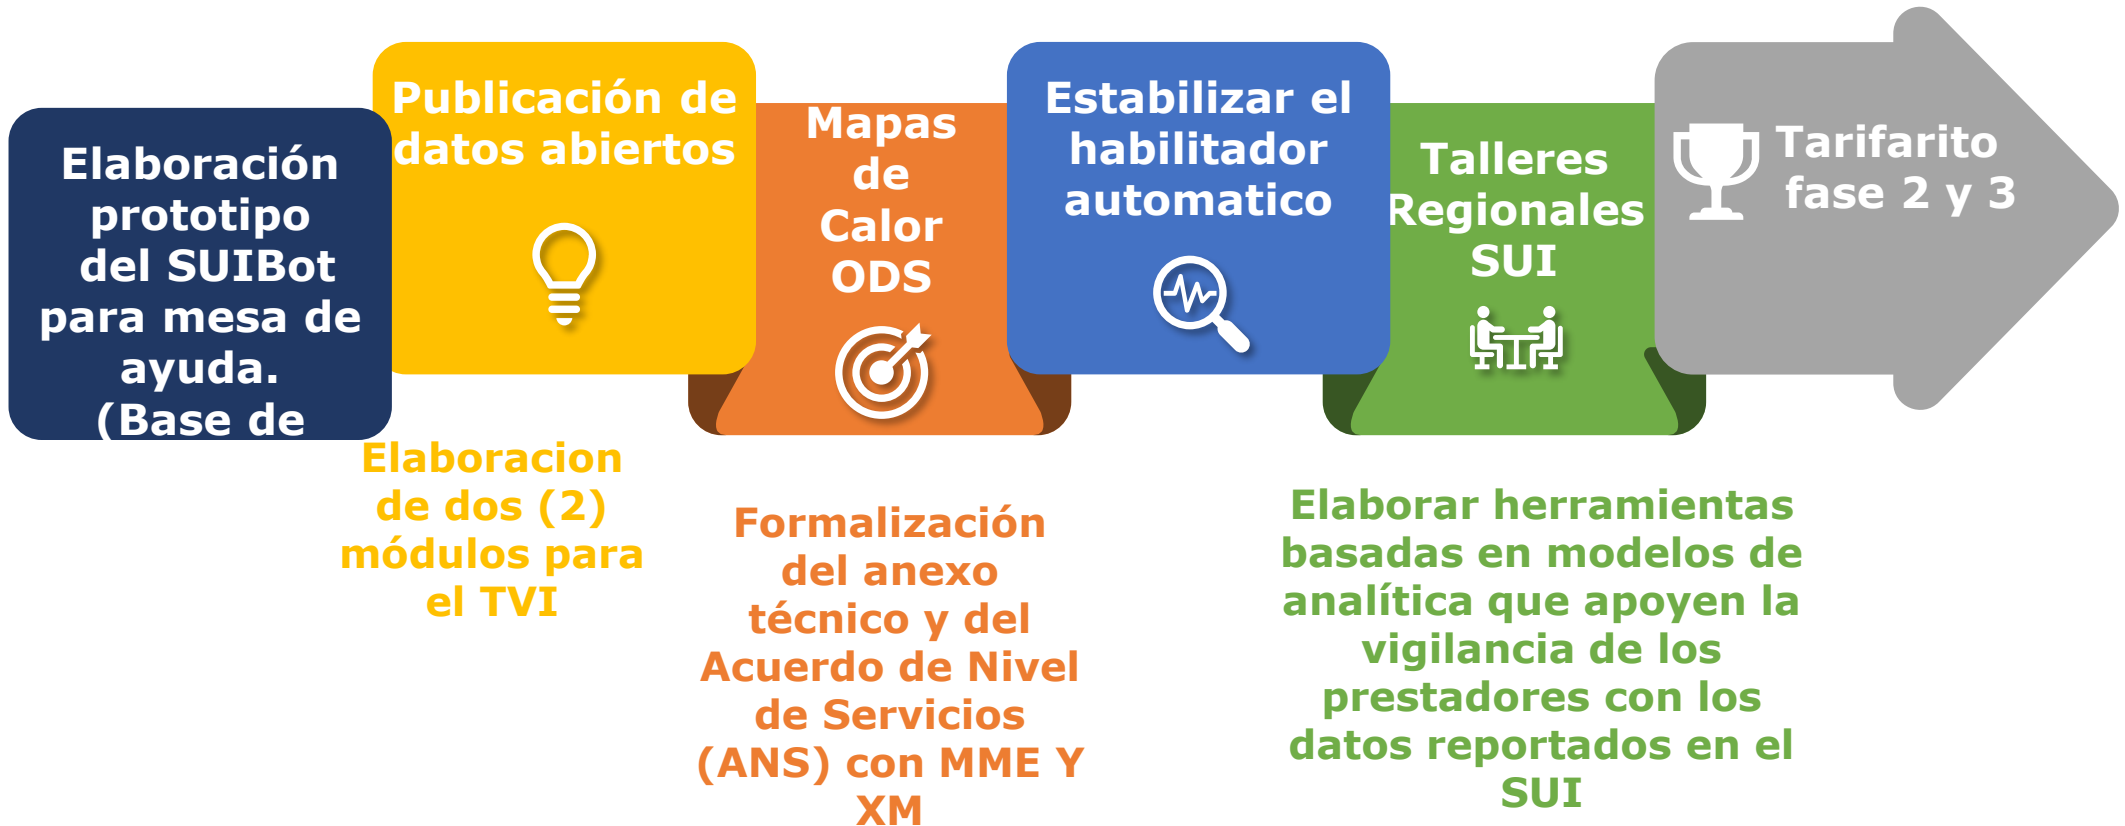 Elaboración
prototipo
del SUIBot
para mesa de
ayuda.
(Base de
Publicación de
datos abiertos
Mapas
de
Calor
ODS
Estabilizar el
habilitador
automatico
Talleres
Regionales
SUI
Tarifarito
fase 2 y 3
Elaboracion
de dos (2)
módulos para
el TVI
Formalización
del anexo
técnico y del
Acuerdo de Nivel
de Servicios
(ANS) con MME Y
XM
Elaborar herramientas
basadas en modelos de
analítica que apoyen la
vigilancia de los
prestadores con los
datos reportados en el
SUI